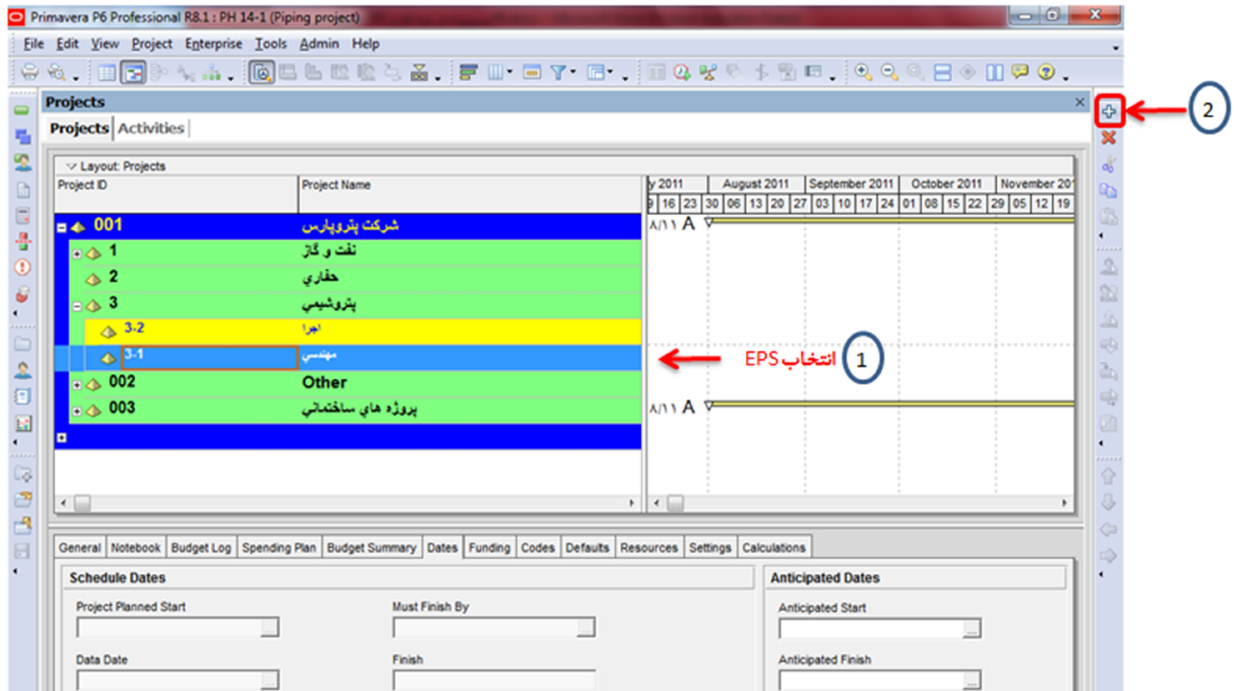 Primavera P6 Professional R8.1 : PH 14-1 (Piping project)
File Edit View Project Enterprise Tools Admin Help
Projects
Projects Activities
Layout: Projects
Project ID Project Name
y 2011 August 2011 September 2011 October 2011 November 20
9 16 23 30 06 13 20 27 03 10 17 24 01 08 15 22 29 05 12 19
001 شرکت پتروپارس
۸/۱۱ A
1 نفت و گاز
2 حفاري
3 پتروشيمي
3-2 اجرا
3-1 مهندسي
002 Other
003 پروژه هاي ساختماني
۸/۱۱ A
2
انتخاب EPS 1
General Notebook Budget Log Spending Plan Budget Summary Dates Funding Codes Defaults Resources Settings Calculations
Schedule Dates Anticipated Dates
Project Planned Start Must Finish By Anticipated Start
Data Date Finish Anticipated Finish